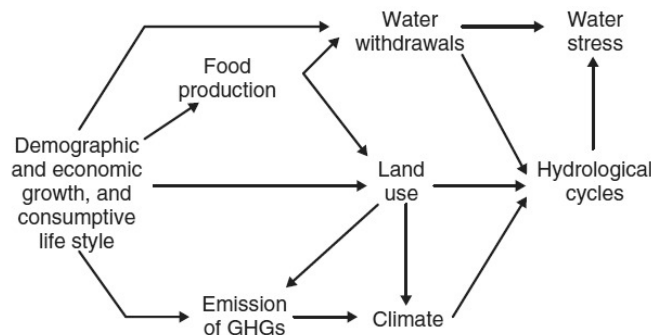 Water
withdrawals
Water
stress
Food
production
Demographic
and economic
growth, and
consumptive
life style
Land
use
Hydrological
cycles
Emission
of GHGs
Climate